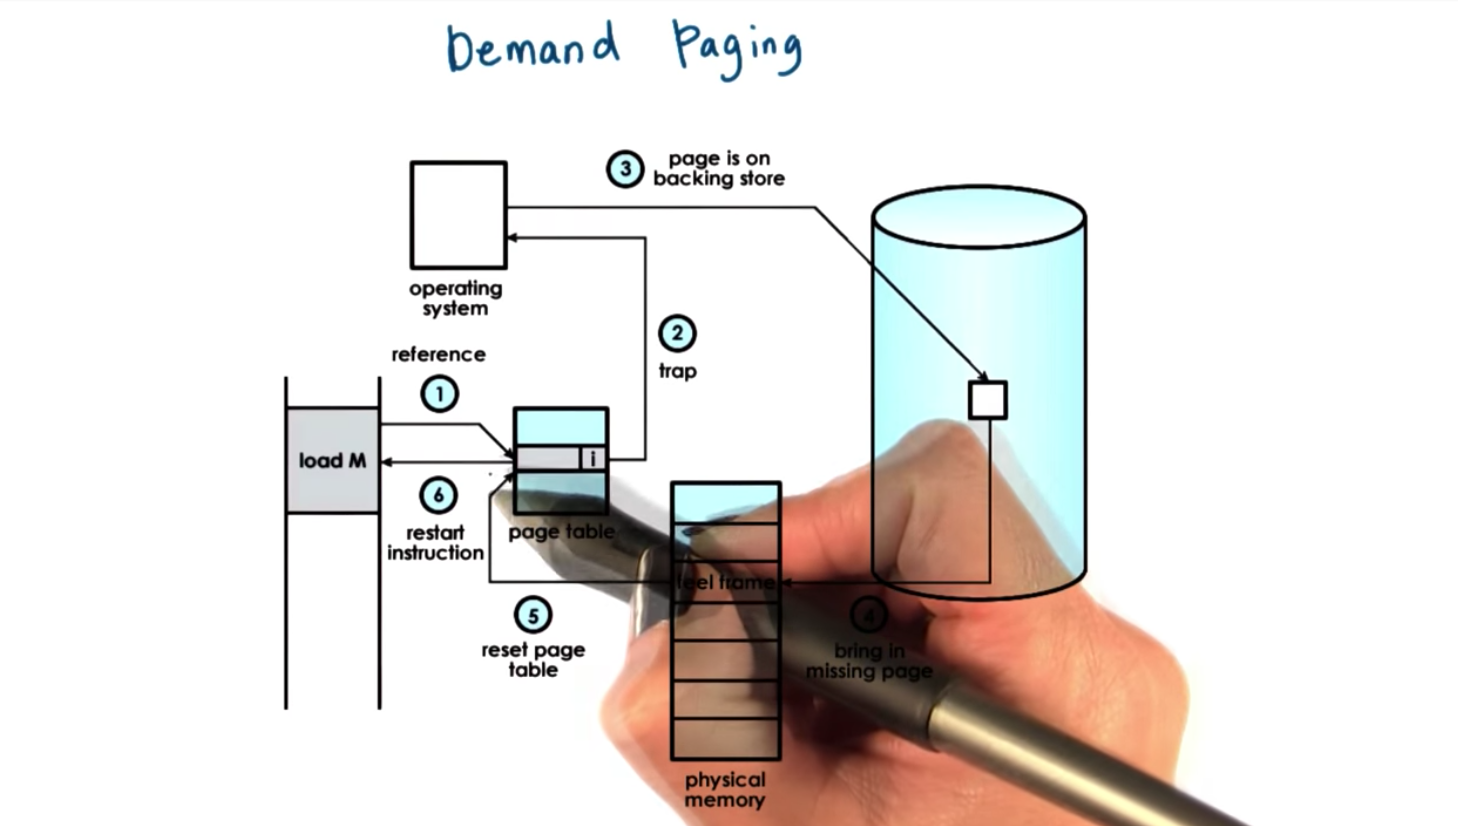 Demand Paging
3
page is on
backing store
operating
system
2
trap
reference
1
load M
i
6
restart
instruction
page table
feel frame
5
reset page
table
4
bring in
missing page
physical
memory